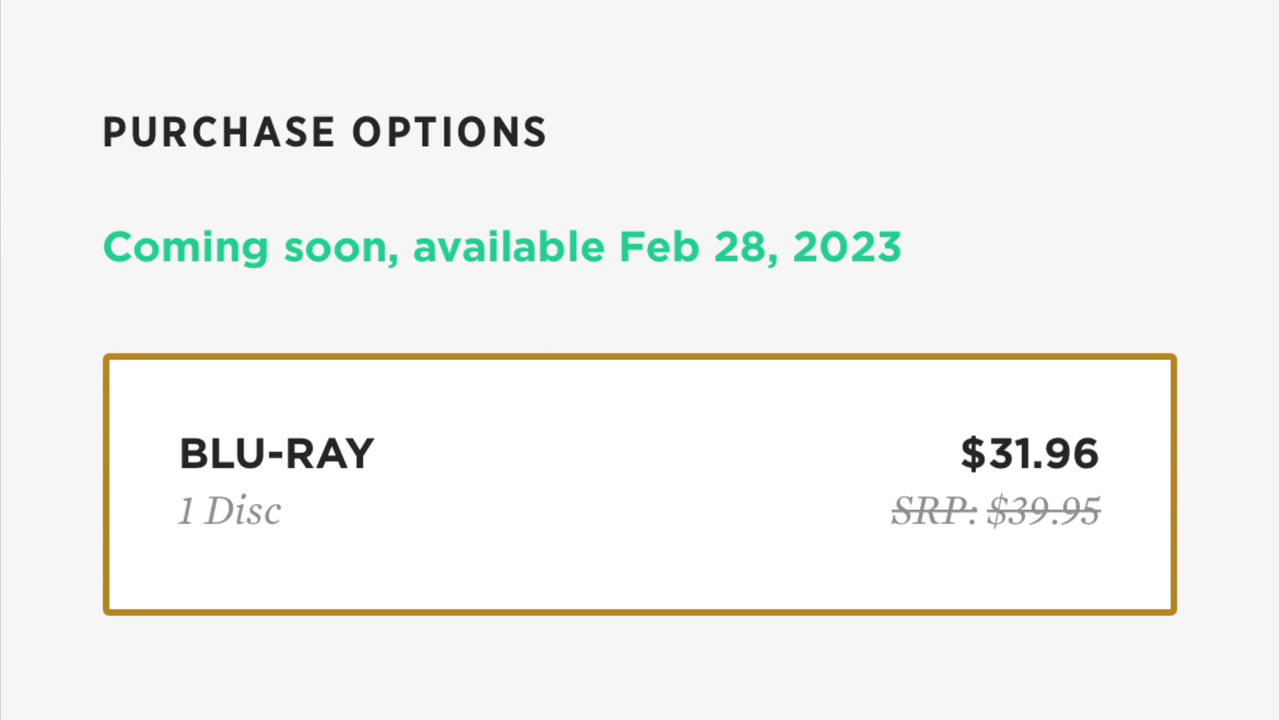 PURCHASE OPTIONS
Coming soon, available Feb 28, 2023
BLU-RAY $31.96
1 Disc SRP: $39.95